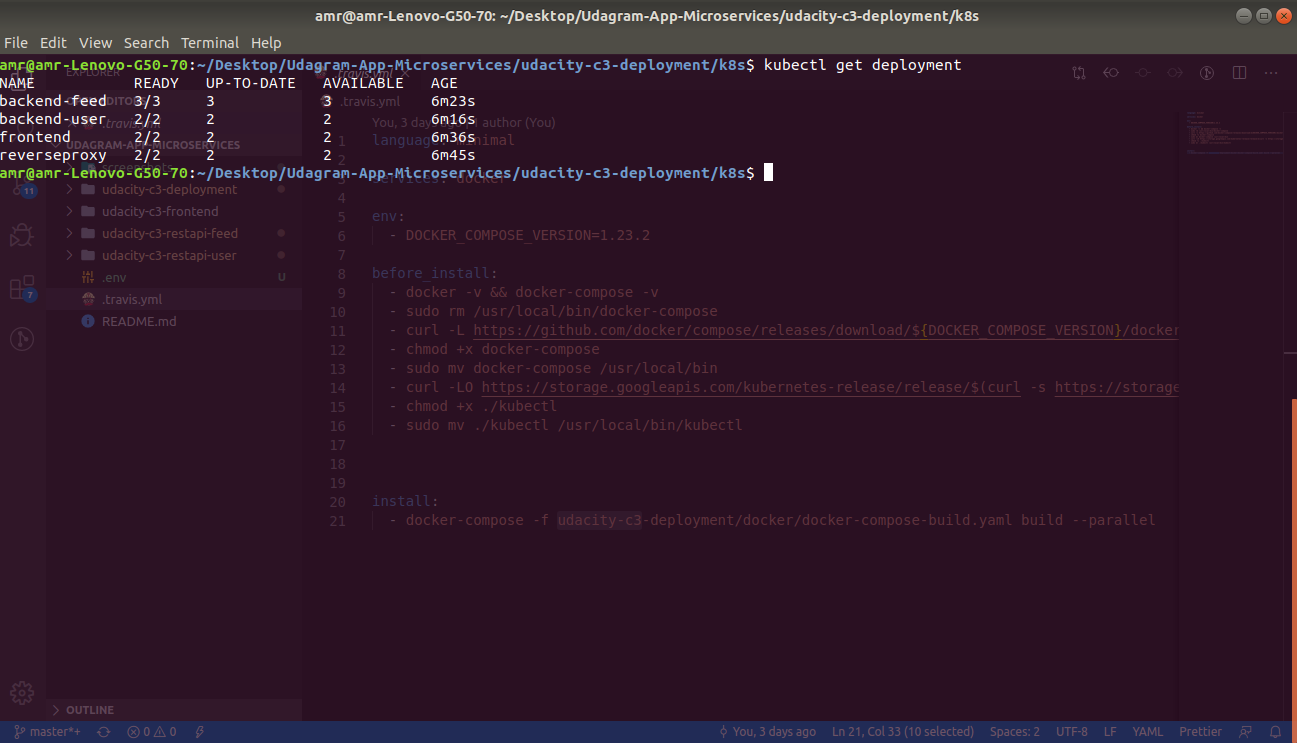 amr@amr-Lenovo-G50-70: ~/Desktop/Udagram-App-Microservices/udacity-c3-deployment/k8s
File Edit View Search Terminal Help
amr@amr-Lenovo-G50-70:~/Desktop/Udagram-App-Microservices/udacity-c3-deployment/k8s$ kubectl get deployment
NAME READY UP-TO-DATE AVAILABLE AGE
backend-feed 3/3 3 3 6m23s
backend-user 2/2 2 2 6m16s
frontend 2/2 2 2 6m36s
reverseproxy 2/2 2 2 6m45s
amr@amr-Lenovo-G50-70:~/Desktop/Udagram-App-Microservices/udacity-c3-deployment/k8s$
EXPLORER
.travis.yml
UDAGRAM-APP-MICROSERVICES
screenshots
udacity-c3-deployment
udacity-c3-frontend
udacity-c3-restapi-feed
udacity-c3-restapi-user
.env U
.travis.yml
README.md
OUTLINE
11
7
.travis.yml
.travis.yml
You, 3 days ago | 1 author (You)
1 language: minimal
2
3 services: docker
4
5 env:
6 - DOCKER_COMPOSE_VERSION=1.23.2
7
8 before_install:
9 - docker -v && docker-compose -v
10 - sudo rm /usr/local/bin/docker-compose
11 - curl -L https://github.com/docker/compose/releases/download/${DOCKER_COMPOSE_VERSION}/docker
12 - chmod +x docker-compose
13 - sudo mv docker-compose /usr/local/bin
14 - curl -LO https://storage.googleapis.com/kubernetes-release/release/$(curl -s https://storage
15 - chmod +x ./kubectl
16 - sudo mv ./kubectl /usr/local/bin/kubectl
17
18
19
20 install:
21 - docker-compose -f udacity-c3-deployment/docker/docker-compose-build.yaml build --parallel
master*+ 0 0 You, 3 days ago Ln 21, Col 33 (10 selected) Spaces: 2 UTF-8 LF YAML Prettier